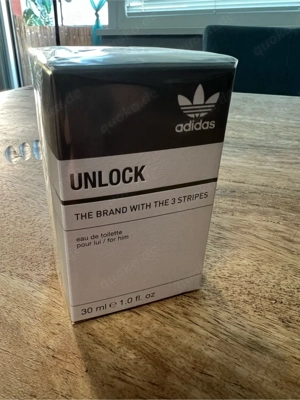 adidas
UNLOCK
THE BRAND WITH THE 3 STRIPES
eau de toilette
pour lui / for him
30 ml ℮ 1.0 fl. oz